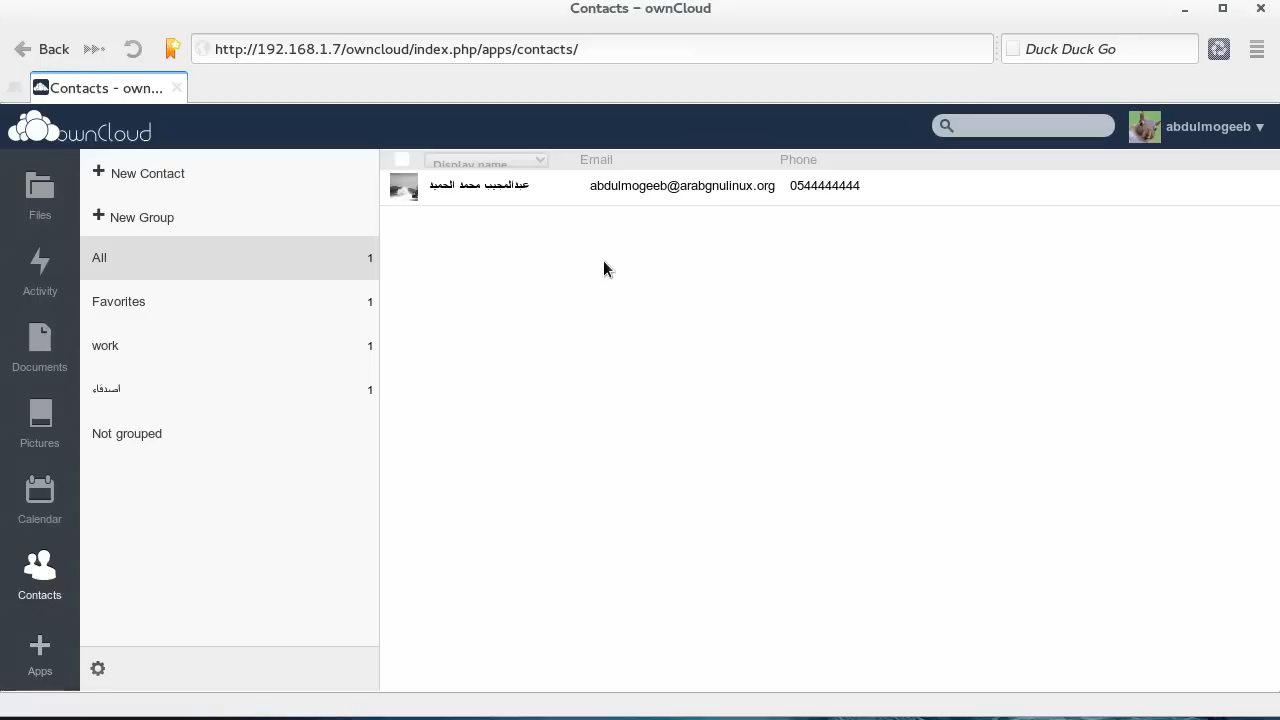 Contacts – ownCloud
Back
http://192.168.1.7/owncloud/index.php/apps/contacts/
Duck Duck Go
Contacts - own...
ownCloud
abdulmogeeb
Files
Activity
Documents
Pictures
Calendar
Contacts
Apps
New Contact
New Group
All 1
Favorites 1
work 1
اصدقاء 1
Not grouped
Display name Email Phone
عبدالمجيب محمد الحميد abdulmogeeb@arabgnulinux.org 0544444444